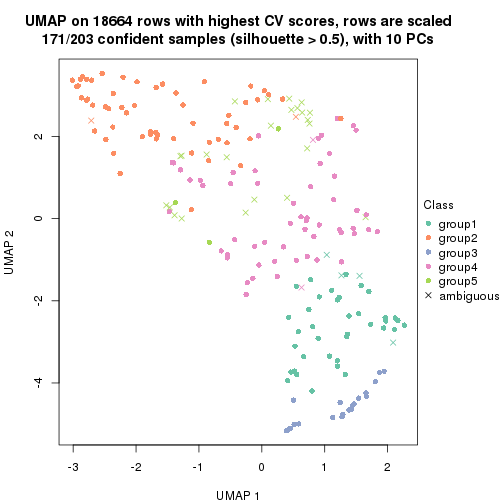 UMAP on 18664 rows with highest CV scores, rows are scaled
171/203 confident samples (silhouette > 0.5), with 10 PCs
UMAP 2
2
0
-2
-4
-3
-2
-1
0
1
2
UMAP 1
Class
group1
group2
group3
group4
group5
ambiguous